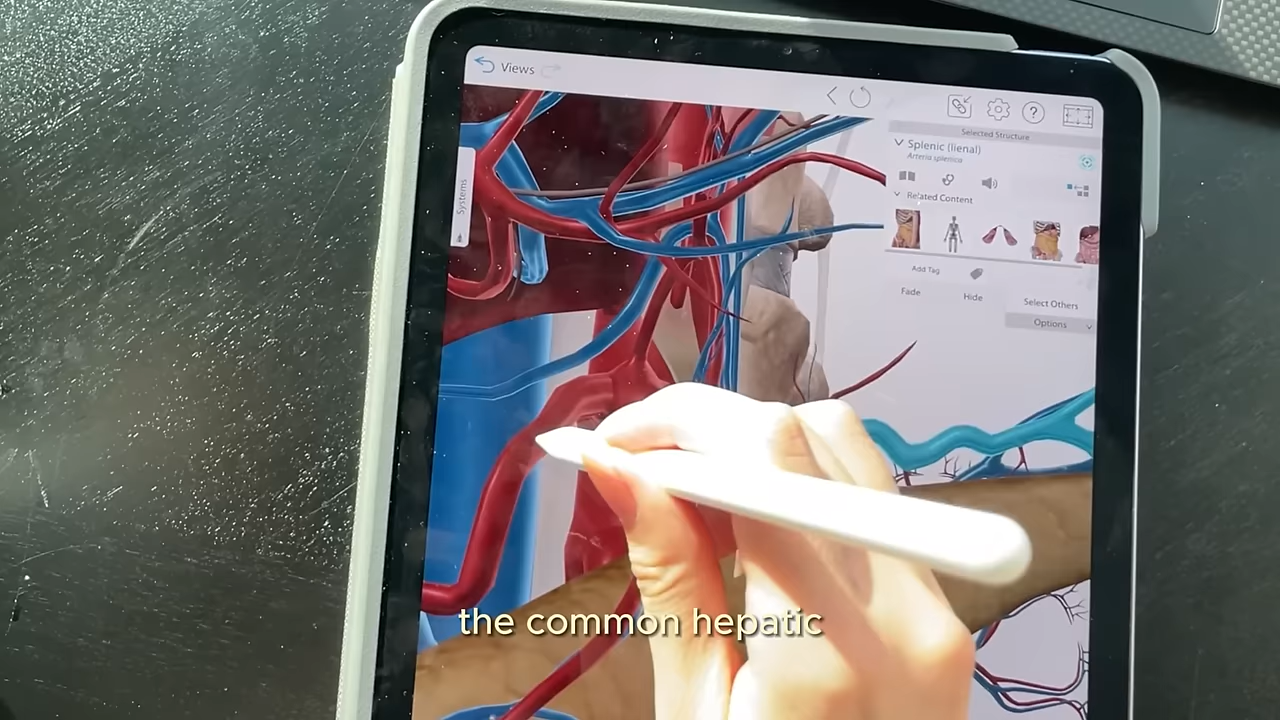 Views
Selected Structure
Splenic (lienal)
Arteria splenica
Systems
Related Content
Add Tag
Fade
Hide
Select Others
Options
the common hepatic